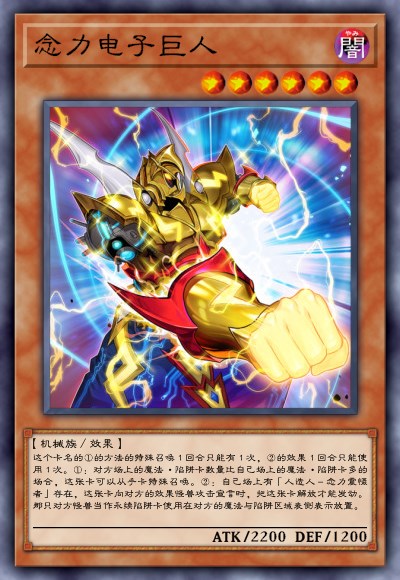 念力电子巨人
やみ
闇
【机械族／效果】
这个卡名的①的方法的特殊召唤1回合只能有1次，②的效果1回合只能使
用1次。①：对方场上的魔法·陷阱卡数量比自己场上的魔法·陷阱卡多的
场合，这张卡可以从手卡特殊召唤。②：自己场上有「人造人-念力震慑
者」存在，这张卡向对方的效果怪兽攻击宣言时，把这张卡解放才能发动。
那只对方怪兽当作永续陷阱卡使用在对方的魔法与陷阱区域表侧表示放置。
ATK/2200 DEF/1200